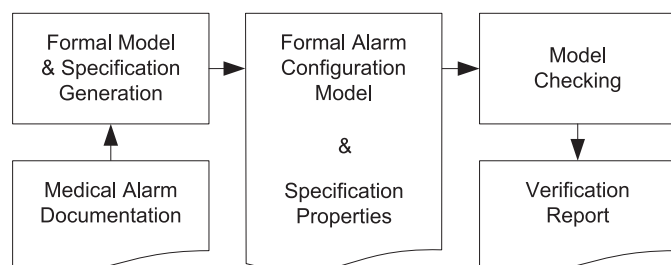 Formal Model
& Specification
Generation
Medical Alarm
Documentation
Formal Alarm
Configuration
Model
&
Specification
Properties
Model
Checking
Verification
Report